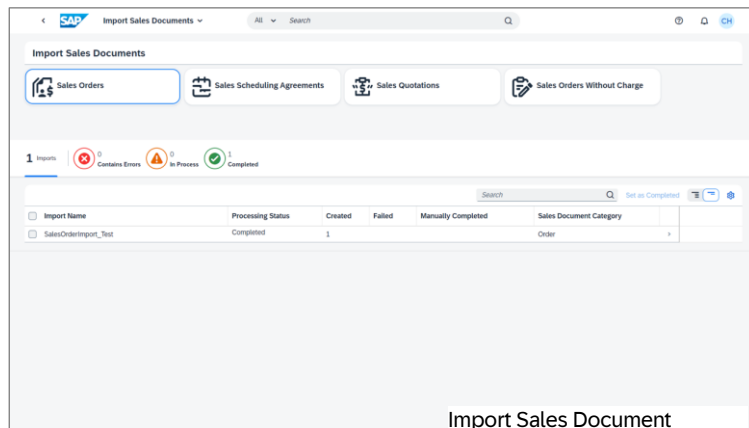 SAP Import Sales Documents All Search CH
Import Sales Documents
Sales Orders Sales Scheduling Agreements Sales Quotations Sales Orders Without Charge
1 Imports 0 Contains Errors 0 In Process 1 Completed
Search Set as Completed
Import Name Processing Status Created Failed Manually Completed Sales Document Category
SalesOrderImport_Test Completed 1 Order
Import Sales Document